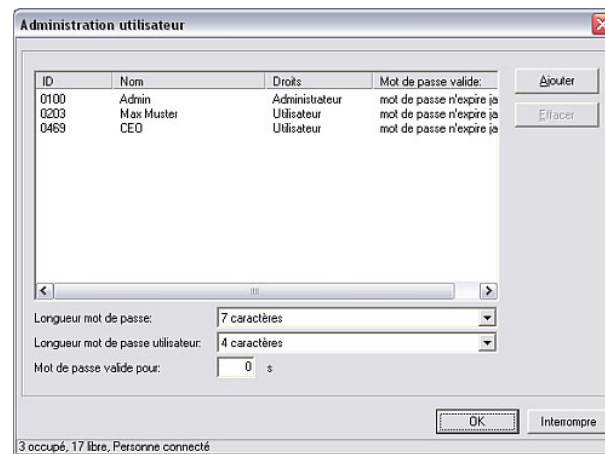 Administration utilisateur
ID Nom Droits Mot de passe valide:
0100 Admin Administrateur mot de passe n'expire ja
0203 Max Muster Utilisateur mot de passe n'expire ja
0469 CEO Utilisateur mot de passe n'expire ja
Ajouter
Effacer
Longueur mot de passe: 7 caractères
Longueur mot de passe utilisateur: 4 caractères
Mot de passe valide pour: 0 s
OK Interrompre
3 occupé, 17 libre, Personne connecté